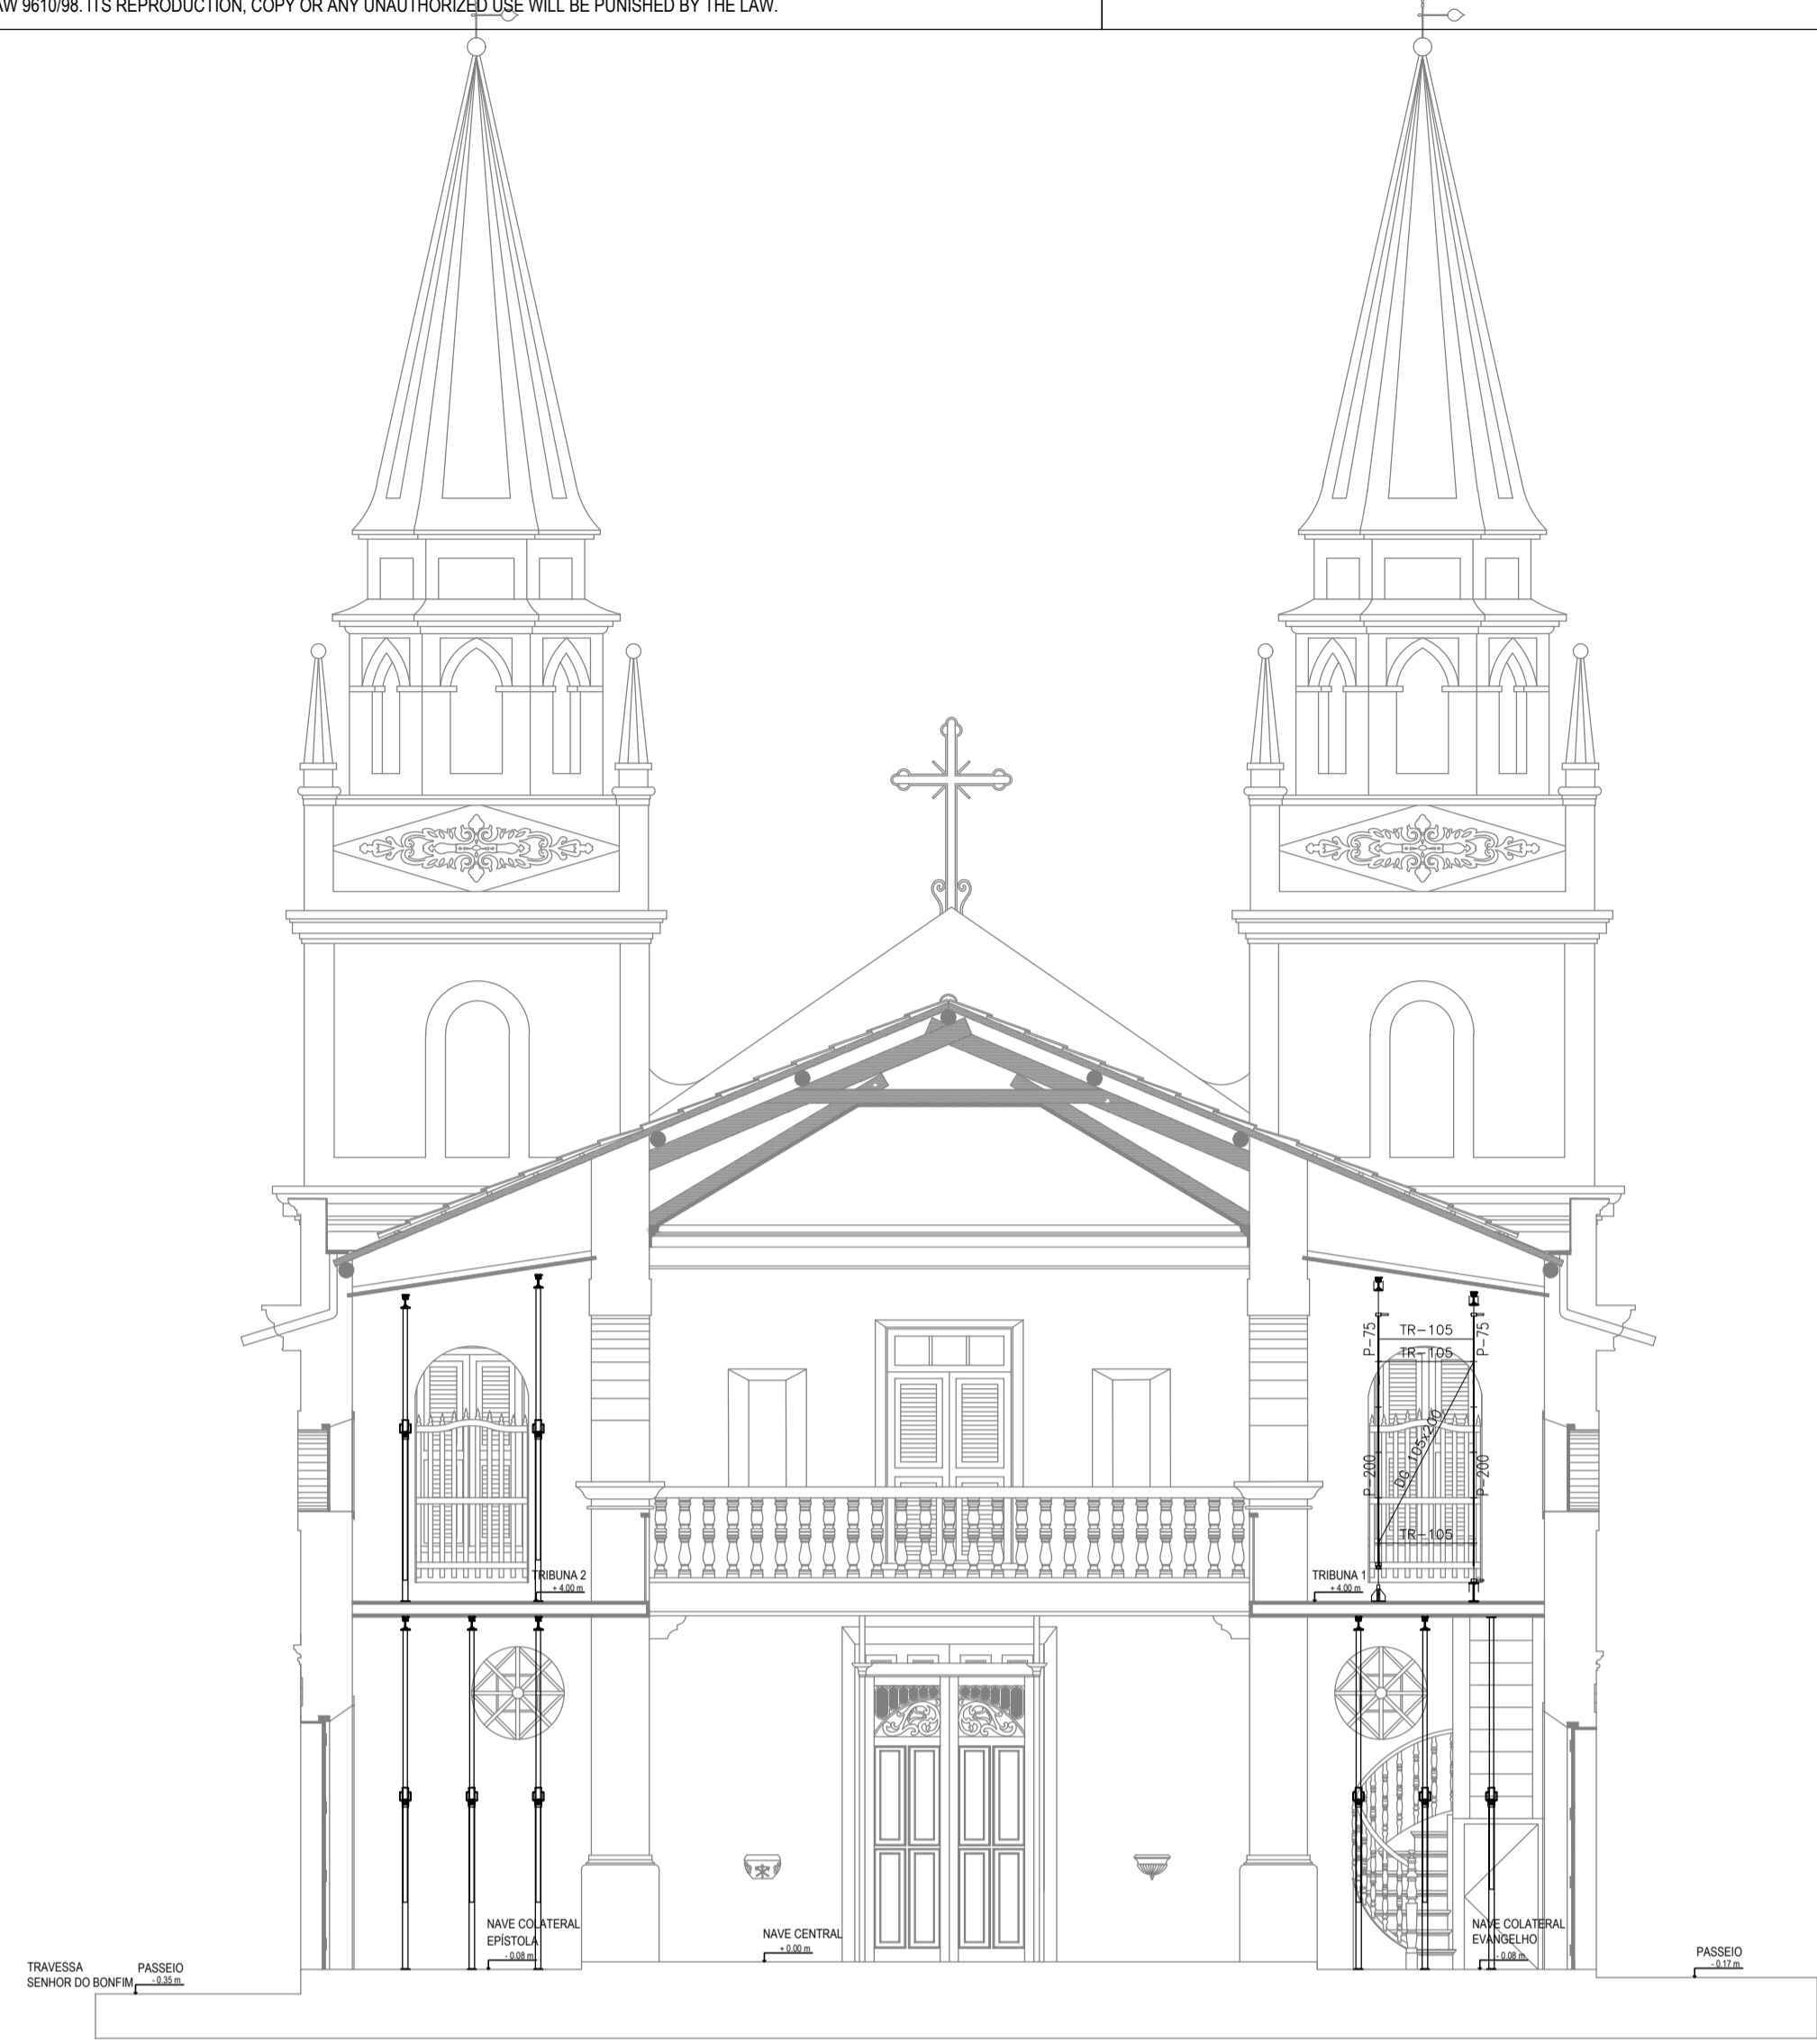 AW 9610/98. ITS REPRODUCTION, COPY OR ANY UNAUTHORIZED USE WILL BE PUNISHED BY THE LAW.
P-75
TR-105
P-75
TR-105
P-200
DG 105x200
P-200
TR-105
TRIBUNA 2
+ 4.00 m
TRIBUNA 1
+ 4.00 m
NAVE COLATERAL
EPÍSTOLA
- 0.08 m
NAVE CENTRAL
+ 0.00 m
NAVE COLATERAL
EVANGELHO
- 0.08 m
TRAVESSA
SENHOR DO BONFIM
PASSEIO
- 0.35 m
PASSEIO
- 0.17 m